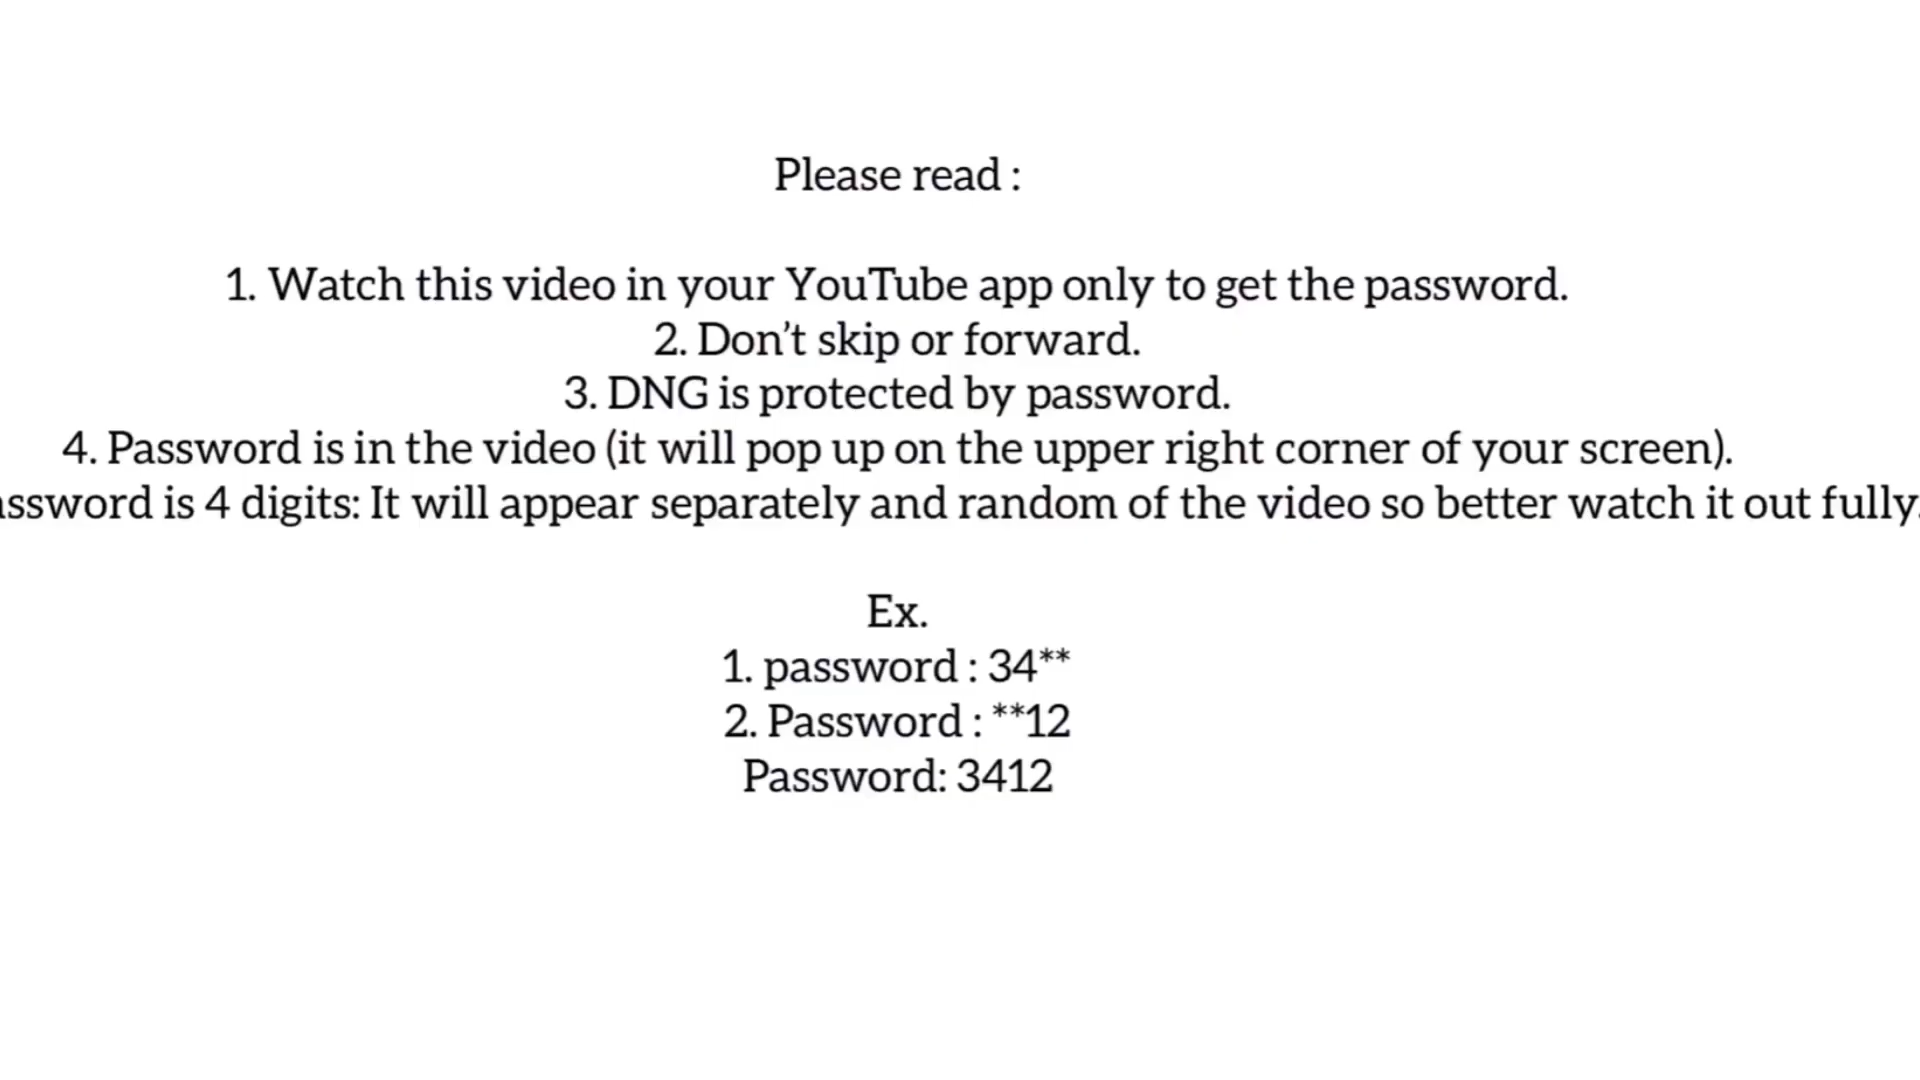 Please read :
1. Watch this video in your YouTube app only to get the password.
2. Don’t skip or forward.
3. DNG is protected by password.
4. Password is in the video (it will pop up on the upper right corner of your screen).
ssword is 4 digits: It will appear separately and random of the video so better watch it out fully.
Ex.
1. password : 34**
2. Password : **12
Password: 3412